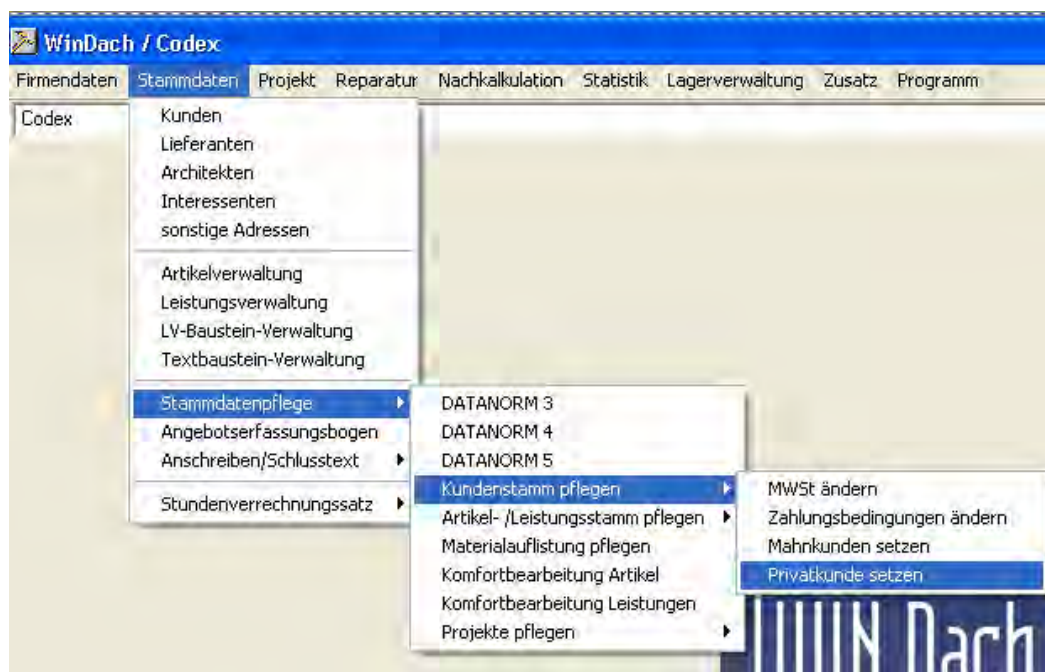 WinDach / Codex
Firmendaten Stammdaten Projekt Reparatur Nachkalkulation Statistik Lagerverwaltung Zusatz Programm
Codex
Kunden
Lieferanten
Architekten
Interessenten
sonstige Adressen
Artikelverwaltung
Leistungsverwaltung
LV-Baustein-Verwaltung
Textbaustein-Verwaltung
Stammdatenpflege
Angebotserfassungsbogen
Anschreiben/Schlusstext
Stundenverrechnungssatz
DATANORM 3
DATANORM 4
DATANORM 5
Kundenstamm pflegen
Artikel- /Leistungsstamm pflegen
Materialauflistung pflegen
Komfortbearbeitung Artikel
Komfortbearbeitung Leistungen
Projekte pflegen
MWSt ändern
Zahlungsbedingungen ändern
Mahnkunden setzen
Privatkunde setzen
WIN Dach